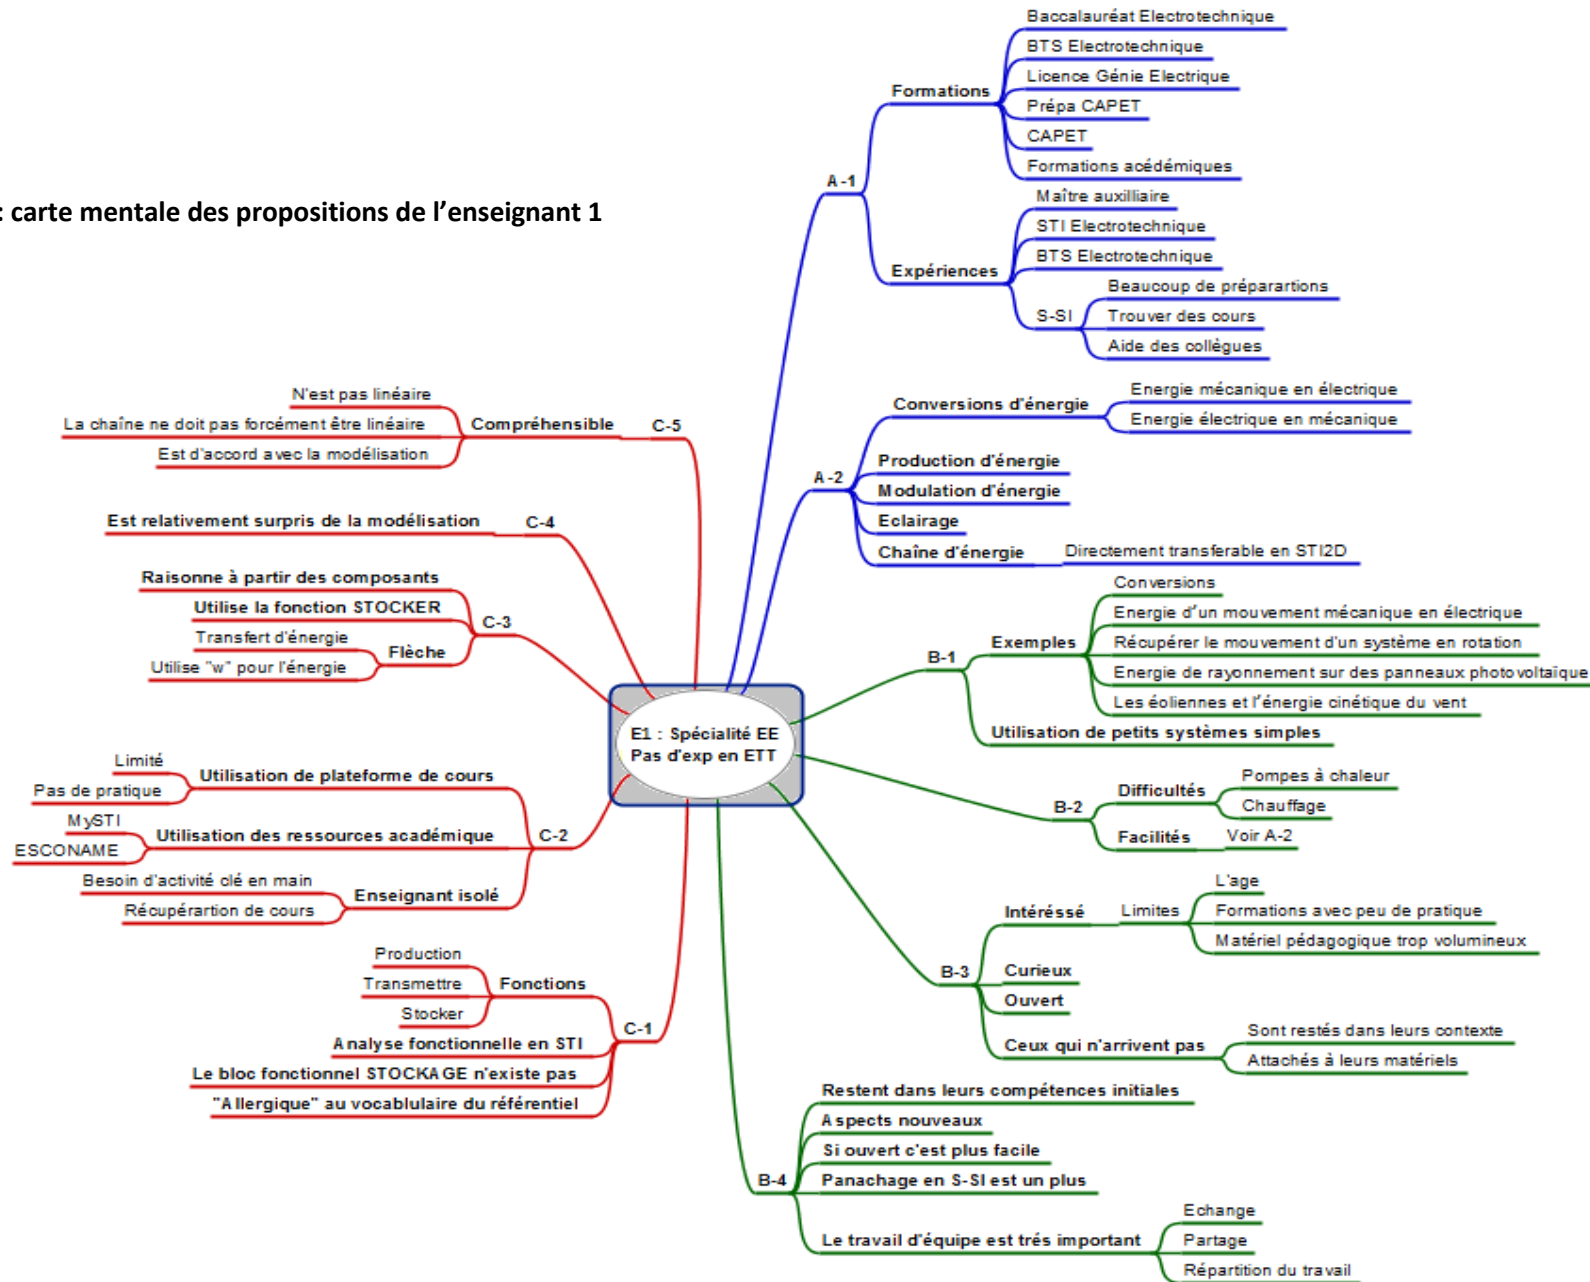 : carte mentale des propositions de l’enseignant 1
E1 : Spécialité EE
Pas d'exp en ETT
A-1
Formations
Baccalauréat Electrotechnique
BTS Electrotechnique
Licence Génie Electrique
Prépa CAPET
CAPET
Formations acédémiques
Expériences
Maître auxilliaire
STI Electrotechnique
BTS Electrotechnique
S-SI
Beaucoup de préparartions
Trouver des cours
Aide des collègues
A-2
Conversions d'énergie
Energie mécanique en électrique
Energie électrique en mécanique
Production d'énergie
Modulation d'énergie
Eclairage
Chaîne d'énergie
Directement transferable en STI2D
B-1
Exemples
Conversions
Energie d’un mouvement mécanique en électrique
Récupérer le mouvement d'un système en rotation
Energie de rayonnement sur des panneaux photovoltaïque
Les éoliennes et l’énergie cinétique du vent
Utilisation de petits systèmes simples
B-2
Difficultés
Pompes à chaleur
Chauffage
Facilités
Voir A-2
B-3
Intéréssé
Limites
L'age
Formations avec peu de pratique
Matériel pédagogique trop volumineux
Curieux
Ouvert
Ceux qui n'arrivent pas
Sont restés dans leurs contexte
Attachés à leurs matériels
B-4
Restent dans leurs compétences initiales
Aspects nouveaux
Si ouvert c'est plus facile
Panachage en S-SI est un plus
Le travail d'équipe est trés important
Echange
Partage
Répartition du travail
C-5
Compréhensible
N'est pas linéaire
La chaîne ne doit pas forcément être linéaire
Est d'accord avec la modélisation
C-4
Est relativement surpris de la modélisation
C-3
Raisonne à partir des composants
Utilise la fonction STOCKER
Flèche
Transfert d'énergie
Utilise "w" pour l'énergie
C-2
Utilisation de plateforme de cours
Limité
Pas de pratique
Utilisation des ressources académique
MySTI
ESCONAME
Enseignant isolé
Besoin d'activité clé en main
Récupérartion de cours
C-1
Fonctions
Production
Transmettre
Stocker
Analyse fonctionnelle en STI
Le bloc fonctionnel STOCKAGE n'existe pas
"Allergique" au vocablulaire du référentiel